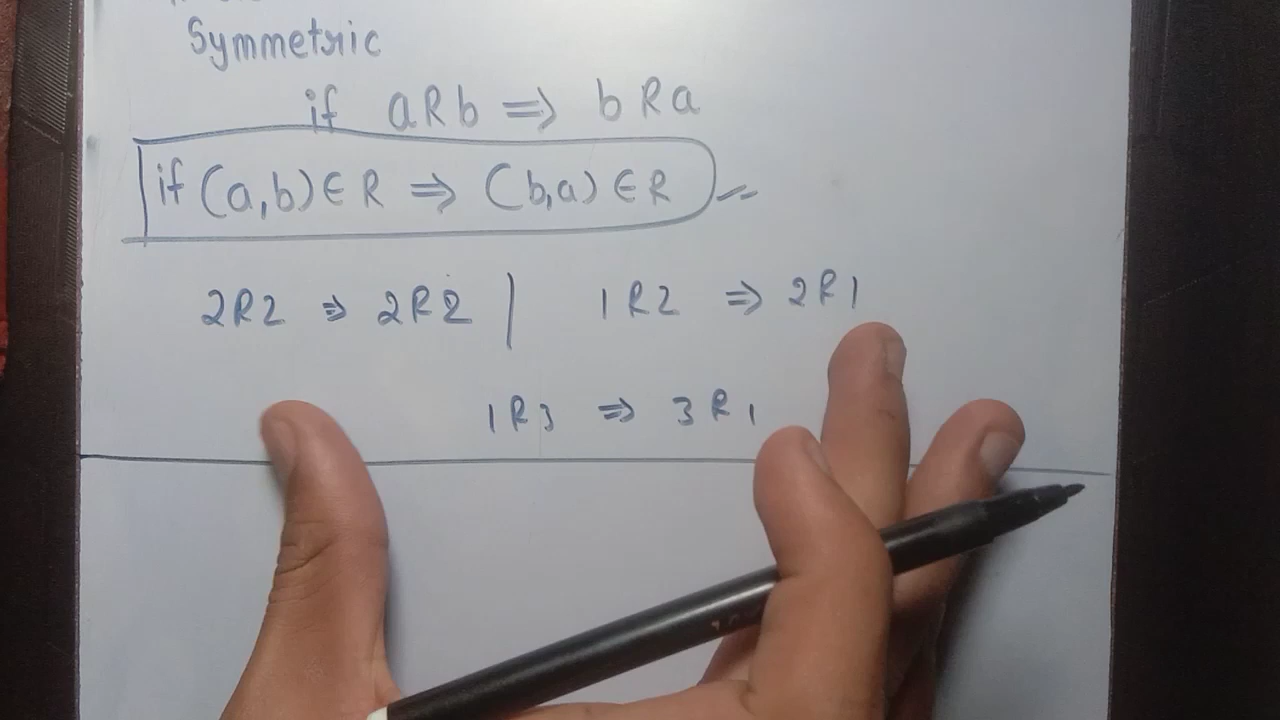 Symmetric
if aRb ⇒ bRa
if (a,b) ∈ R ⇒ (b,a) ∈ R
2R2 ⇒ 2R2 | 1R2 ⇒ 2R1
1R3 ⇒ 3R1